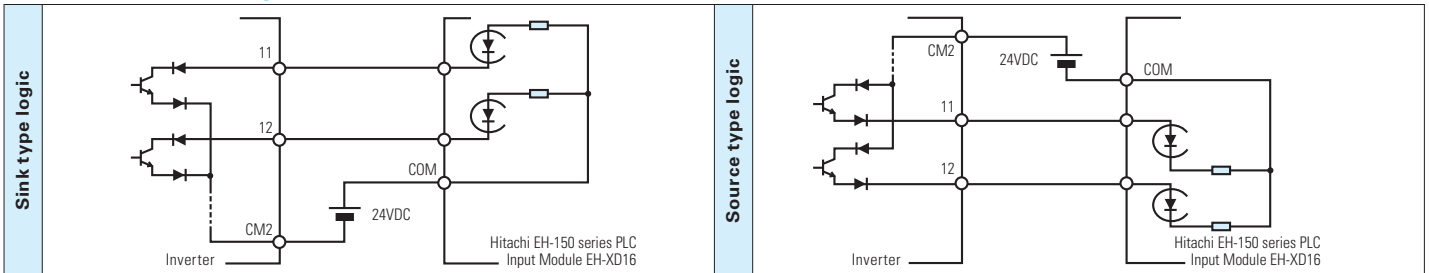 Sink type logic
11
12
COM
24VDC
CM2
Inverter
Hitachi EH-150 series PLC
Input Module EH-XD16
Source type logic
CM2
24VDC
COM
11
12
Inverter
Hitachi EH-150 series PLC
Input Module EH-XD16